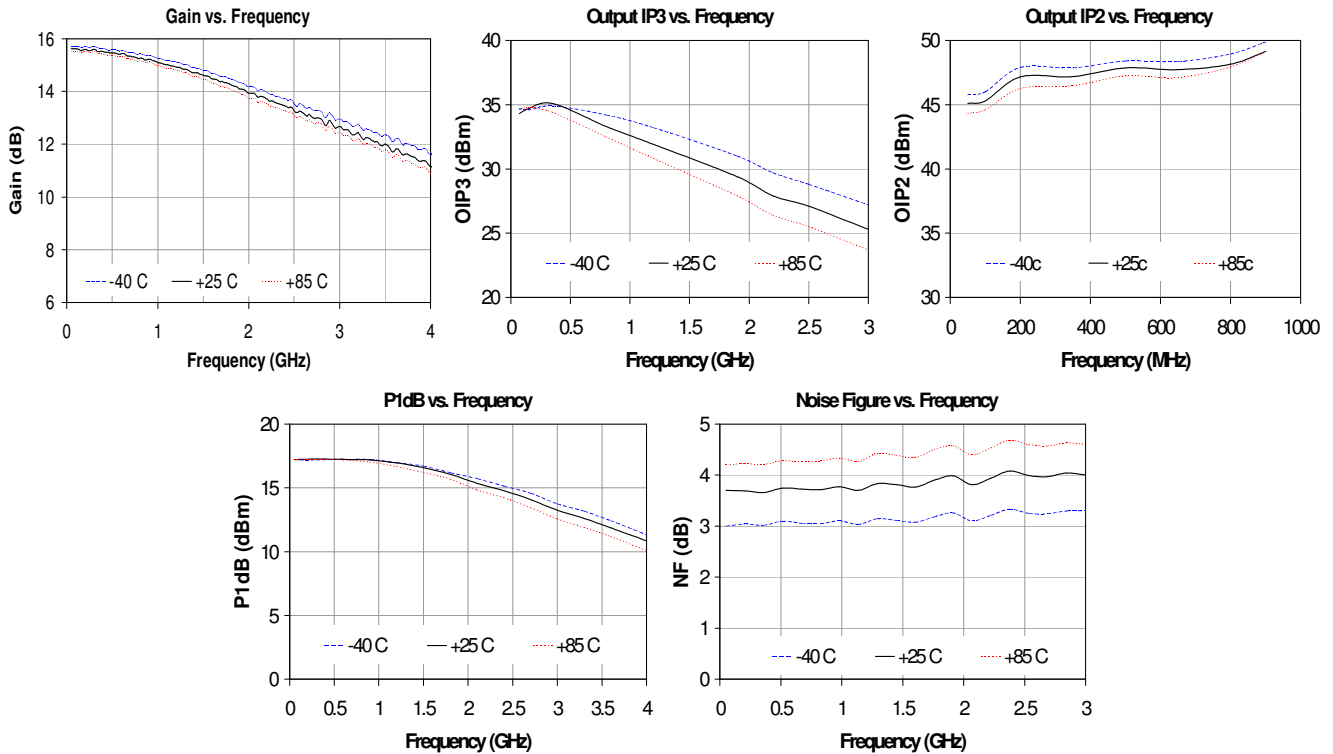 Gain vs. Frequency
16
14
12
10
8
6
Gain (dB)
-40 C +25 C +85 C
0 1 2 3 4
Frequency (GHz)
Output IP3 vs. Frequency
40
35
30
25
20
OIP3 (dBm)
-40 C +25 C +85 C
0 0.5 1 1.5 2 2.5 3
Frequency (GHz)
Output IP2 vs. Frequency
50
45
40
35
30
OIP2 (dBm)
-40c +25c +85c
0 200 400 600 800 1000
Frequency (MHz)
P1dB vs. Frequency
20
15
10
5
0
P1dB (dBm)
-40 C +25 C +85 C
0 0.5 1 1.5 2 2.5 3 3.5 4
Frequency (GHz)
Noise Figure vs. Frequency
5
4
3
2
1
0
NF (dB)
-40 C +25 C +85 C
0 0.5 1 1.5 2 2.5 3
Frequency (GHz)